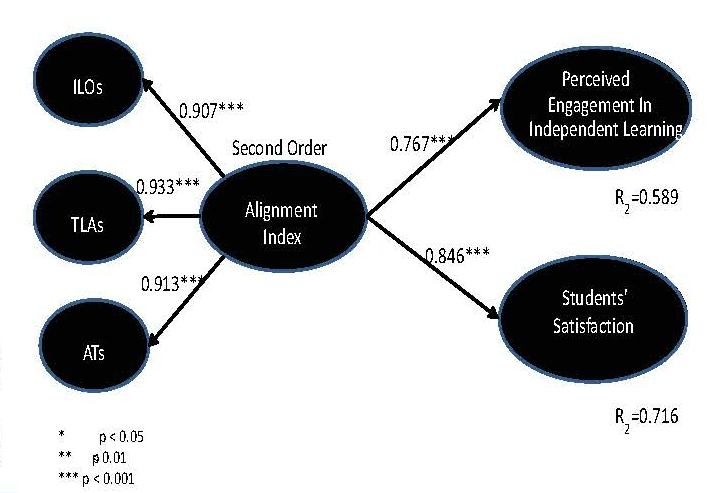 ILOs
0.907***
Second Order
0.933***
TLAs
Alignment
Index
0.913***
ATs
Perceived
Engagement In
Independent Learning
0.767***
R2=0.589
0.846***
Students'
Satisfaction
R2=0.716
* p < 0.05
** p 0.01
*** p < 0.001